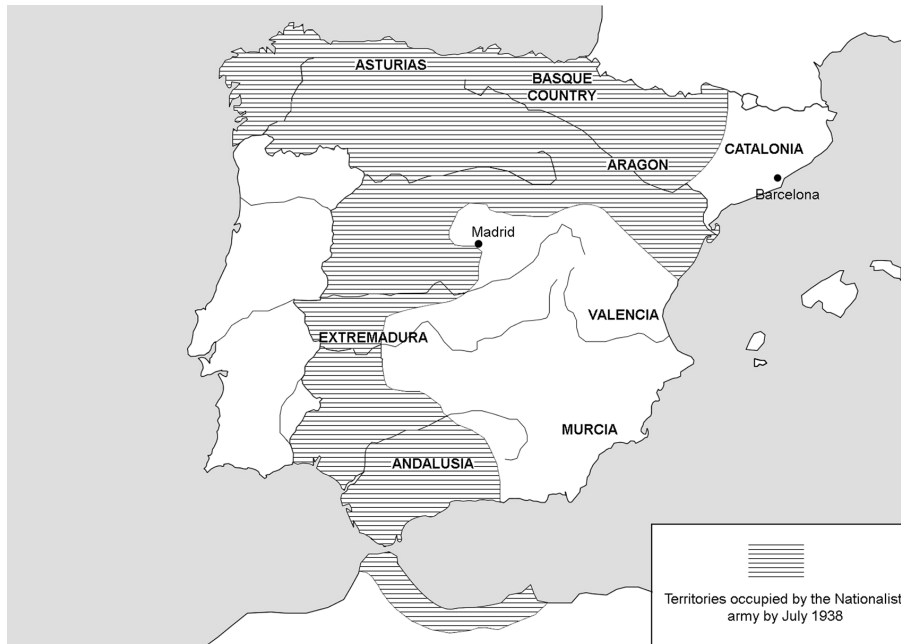 ASTURIAS
BASQUE
COUNTRY
CATALONIA
ARAGON
Barcelona
Madrid
VALENCIA
EXTREMADURA
MURCIA
ANDALUSIA
Territories occupied by the Nationalist
army by July 1938